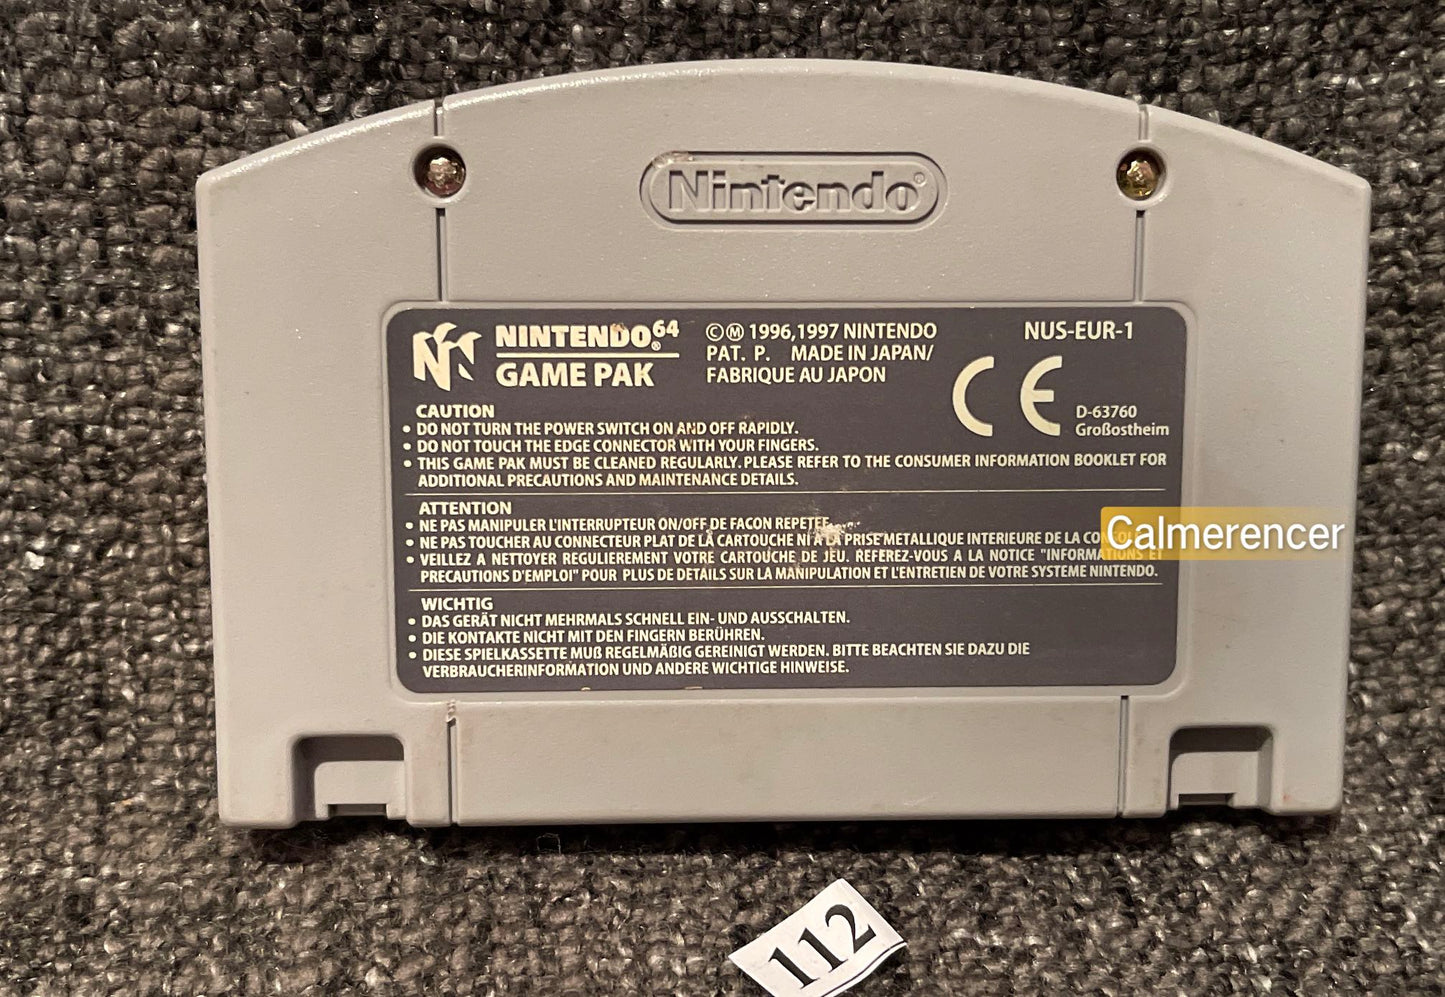 Nintendo®
NINTENDO®64
GAME PAK
©Ⓜ 1996,1997 NINTENDO
PAT. P. MADE IN JAPAN/
FABRIQUE AU JAPON
NUS-EUR-1
CE
D-63760
Großostheim
CAUTION
• DO NOT TURN THE POWER SWITCH ON AND OFF RAPIDLY.
• DO NOT TOUCH THE EDGE CONNECTOR WITH YOUR FINGERS.
• THIS GAME PAK MUST BE CLEANED REGULARLY. PLEASE REFER TO THE CONSUMER INFORMATION BOOKLET FOR
ADDITIONAL PRECAUTIONS AND MAINTENANCE DETAILS.
ATTENTION
• NE PAS MANIPULER L'INTERRUPTEUR ON/OFF DE FACON
• NE PAS TOUCHER AU CONNECTEUR PLAT DE LA CARTOUCHE NI A LA PRISE METALLIQUE INTERIEURE DE LA
• VEILLEZ A NETTOYER REGULIEREMENT VOTRE CARTOUCHE DE JEU. REFEREZ-VOUS A LA NOTICE "INFORMATIONS ET
PRECAUTIONS D'EMPLOI" POUR PLUS DE DETAILS SUR LA MANIPULATION ET L'ENTRETIEN DE VOTRE SYSTEME NINTENDO.
Calmerencer
WICHTIG
• DAS GERÄT NICHT MEHRMALS SCHNELL EIN- UND AUSSCHALTEN.
• DIE KONTAKTE NICHT MIT DEN FINGERN BERÜHREN.
• DIESE SPIELKASSETTE MUß REGELMÄßIG GEREINIGT WERDEN. BITTE BEACHTEN SIE DAZU DIE
VERBRAUCHERINFORMATION UND ANDERE WICHTIGE HINWEISE.
112